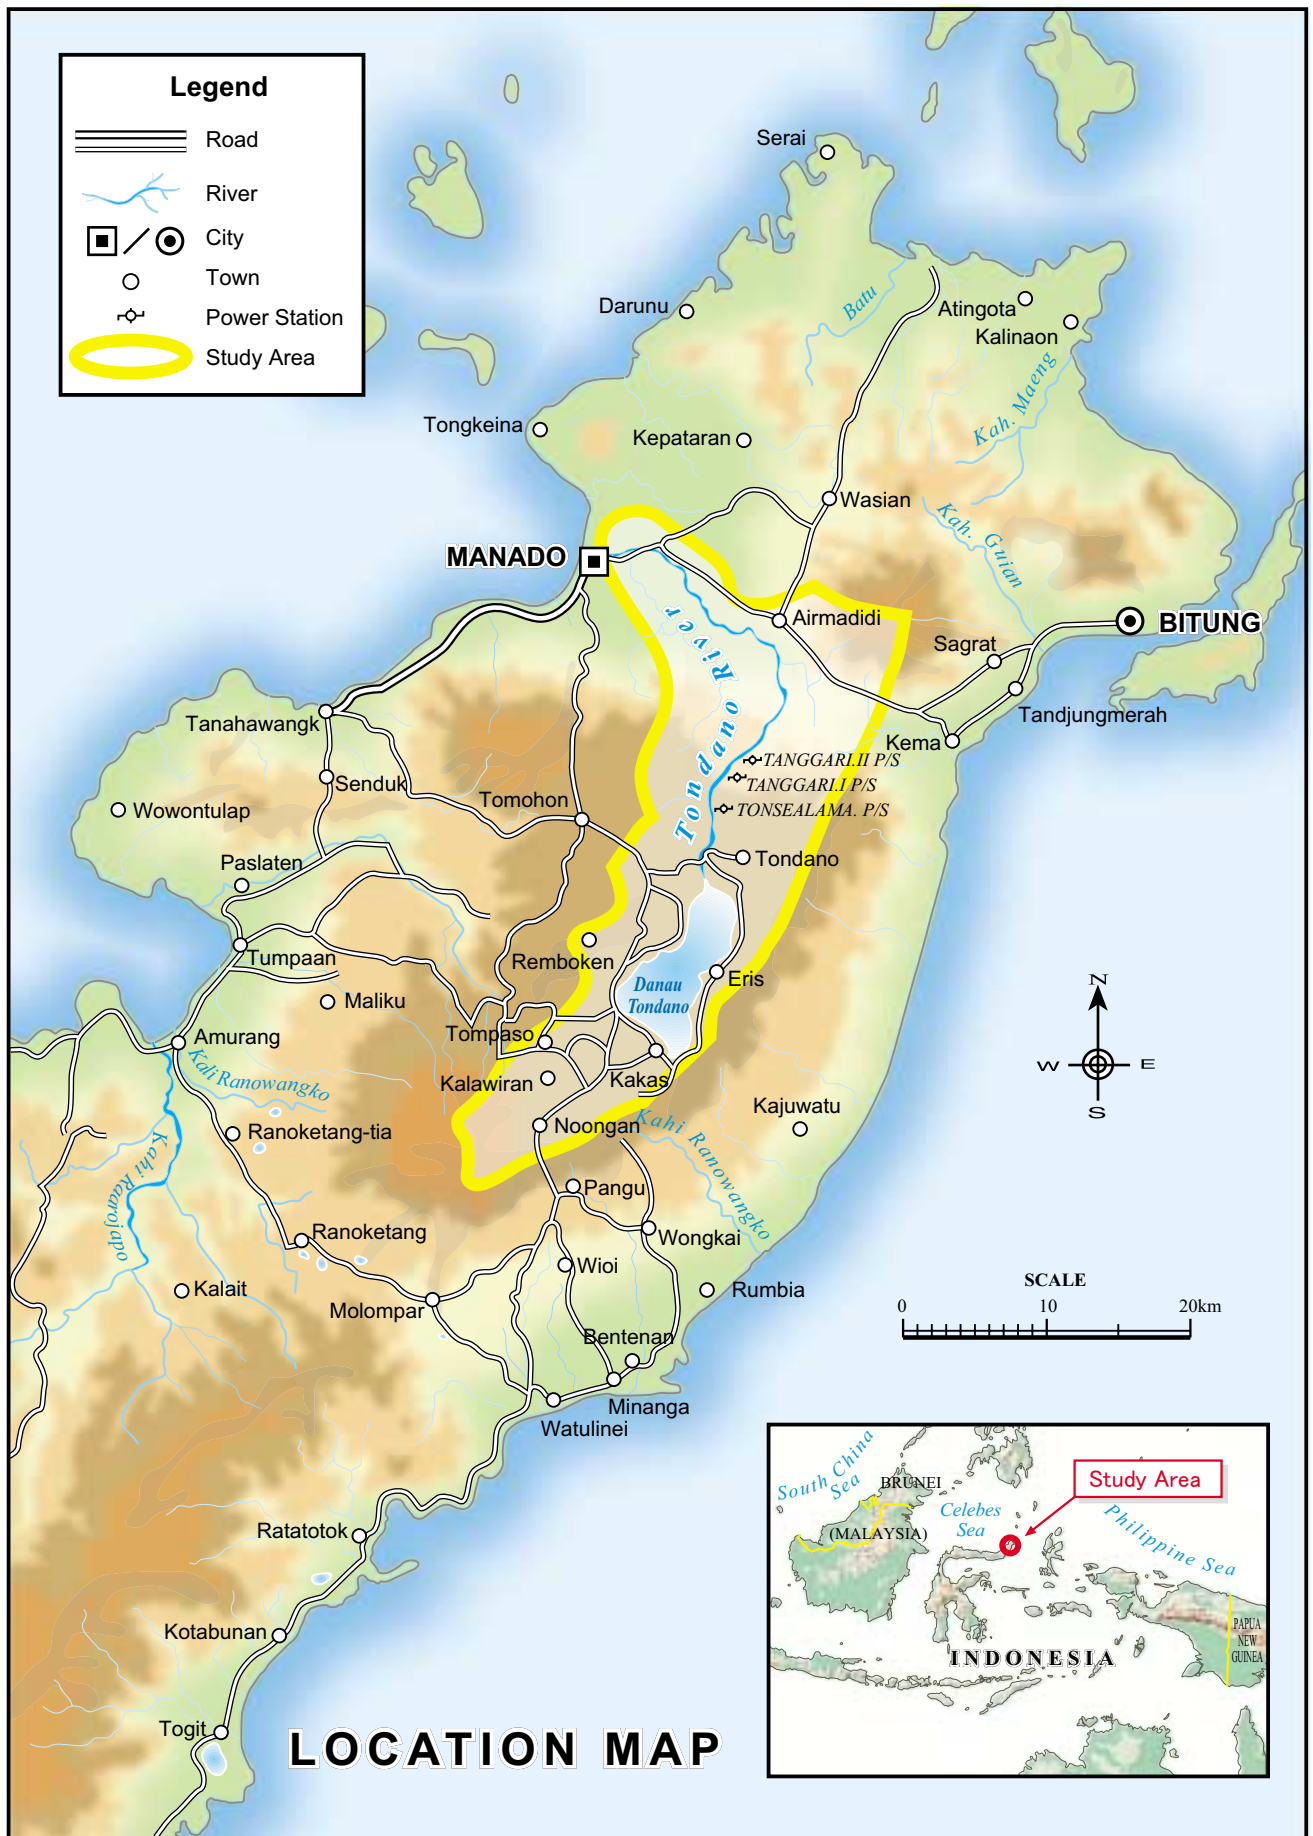 Legend
Road
River
City
Town
Power Station
Study Area
Serai
Darunu
Batu
Atingota
Kalinaon
Kah. Maeng
Tongkeina
Kepataran
Wasian
Kah. Guian
MANADO
Airmadidi
BITUNG
Sagrat
Tandjungmerah
Kema
Tondano River
Tanahawangk
Senduk
Wowontulap
Tomohon
TANGGARI.II P/S
TANGGARI.I P/S
TONSEALAMA. P/S
Paslaten
Tondano
Tumpaan
Remboken
Danau
Tondano
Eris
Maliku
Amurang
Tompaso
Kalawiran
Kakas
Kali Ranowangko
Ranoketang-tia
Noongan
Kahi Ranowangko
Kajuwatu
Kahi Raarojapo
Pangu
Ranoketang
Wongkai
Wioi
Kalait
Rumbia
Molompar
Bentenan
Minanga
Watulinei
Ratatotok
Kotabunan
Togit
N
W
E
S
SCALE
0
10
20km
LOCATION MAP
South China
Sea
BRUNEI
(MALAYSIA)
Celebes
Sea
Study Area
Philippine Sea
INDONESIA
PAPUA
NEW
GUINEA